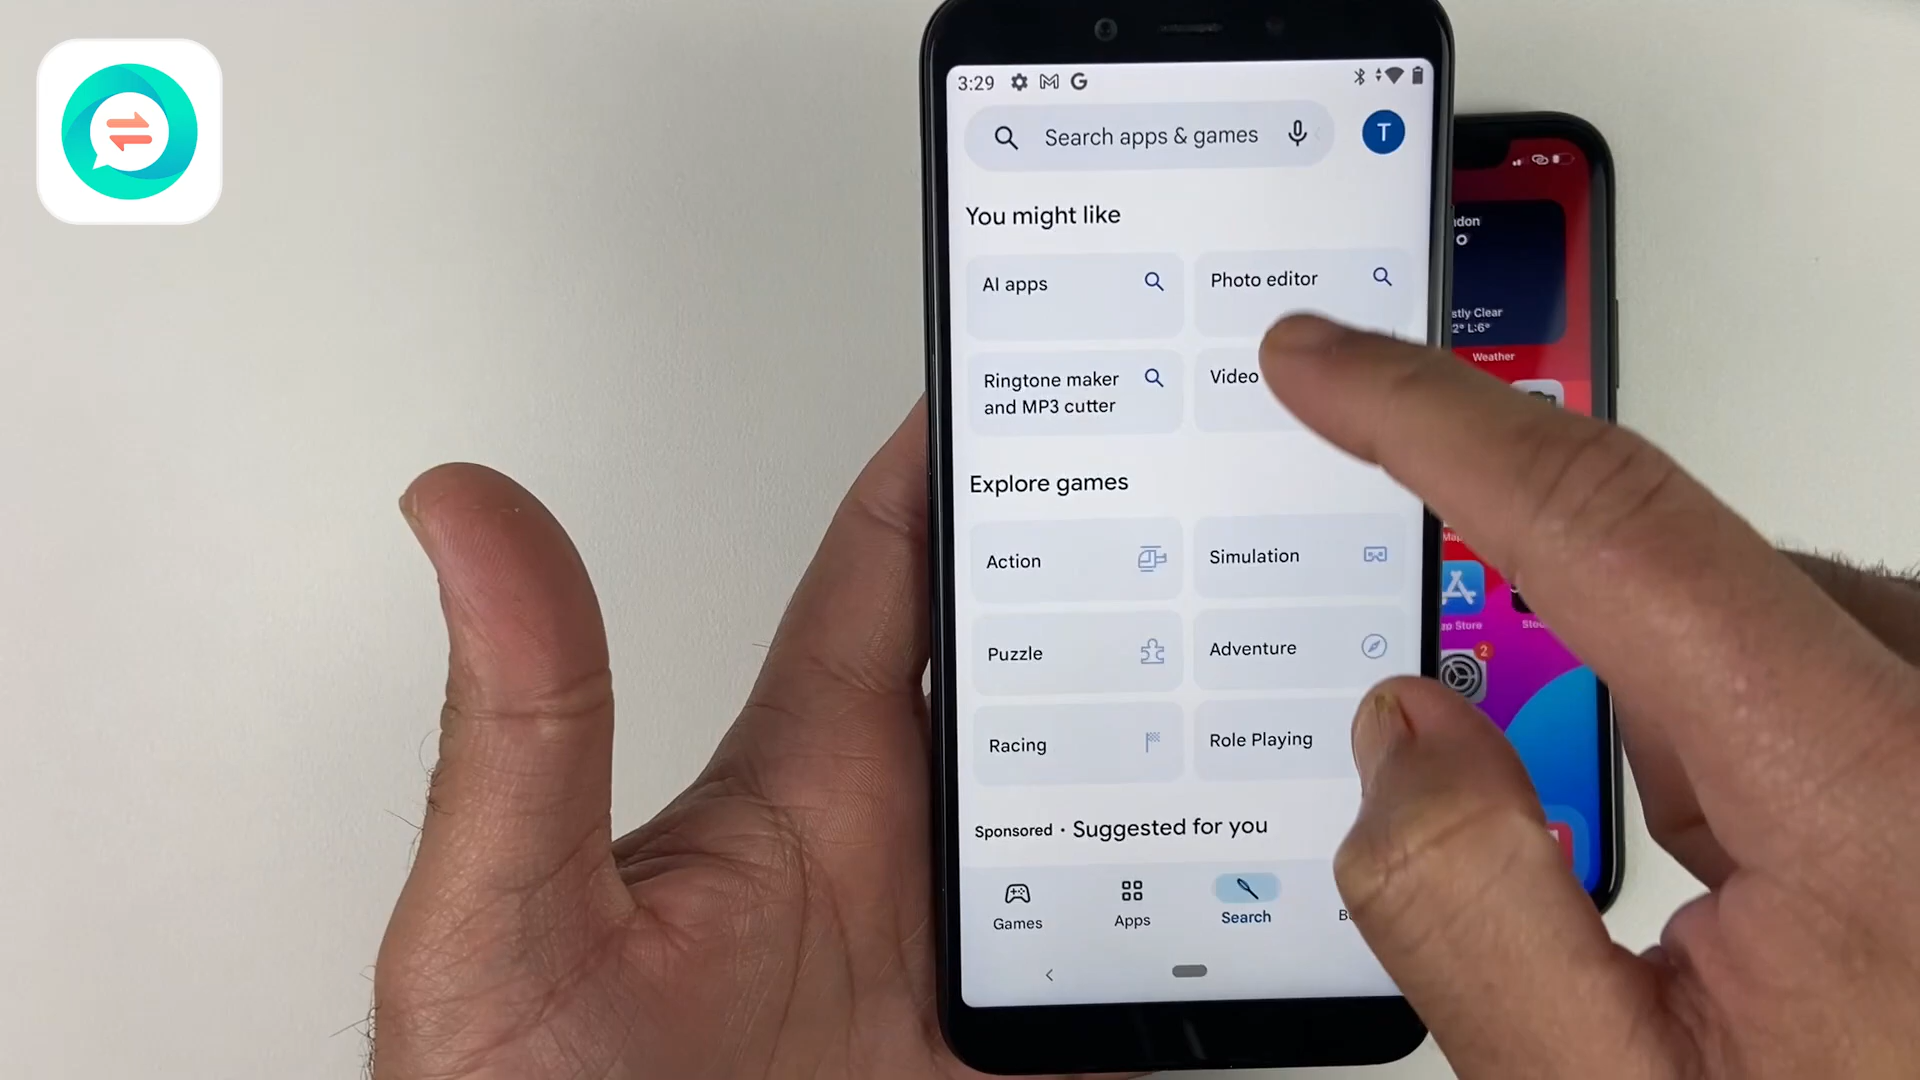 3:29
Search apps & games
T
You might like
AI apps
Photo editor
Ringtone maker
and MP3 cutter
Video
Explore games
Action
Simulation
Puzzle
Adventure
Racing
Role Playing
Sponsored · Suggested for you
Games
Apps
Search
stly Clear
L:6°
Weather
Store
2